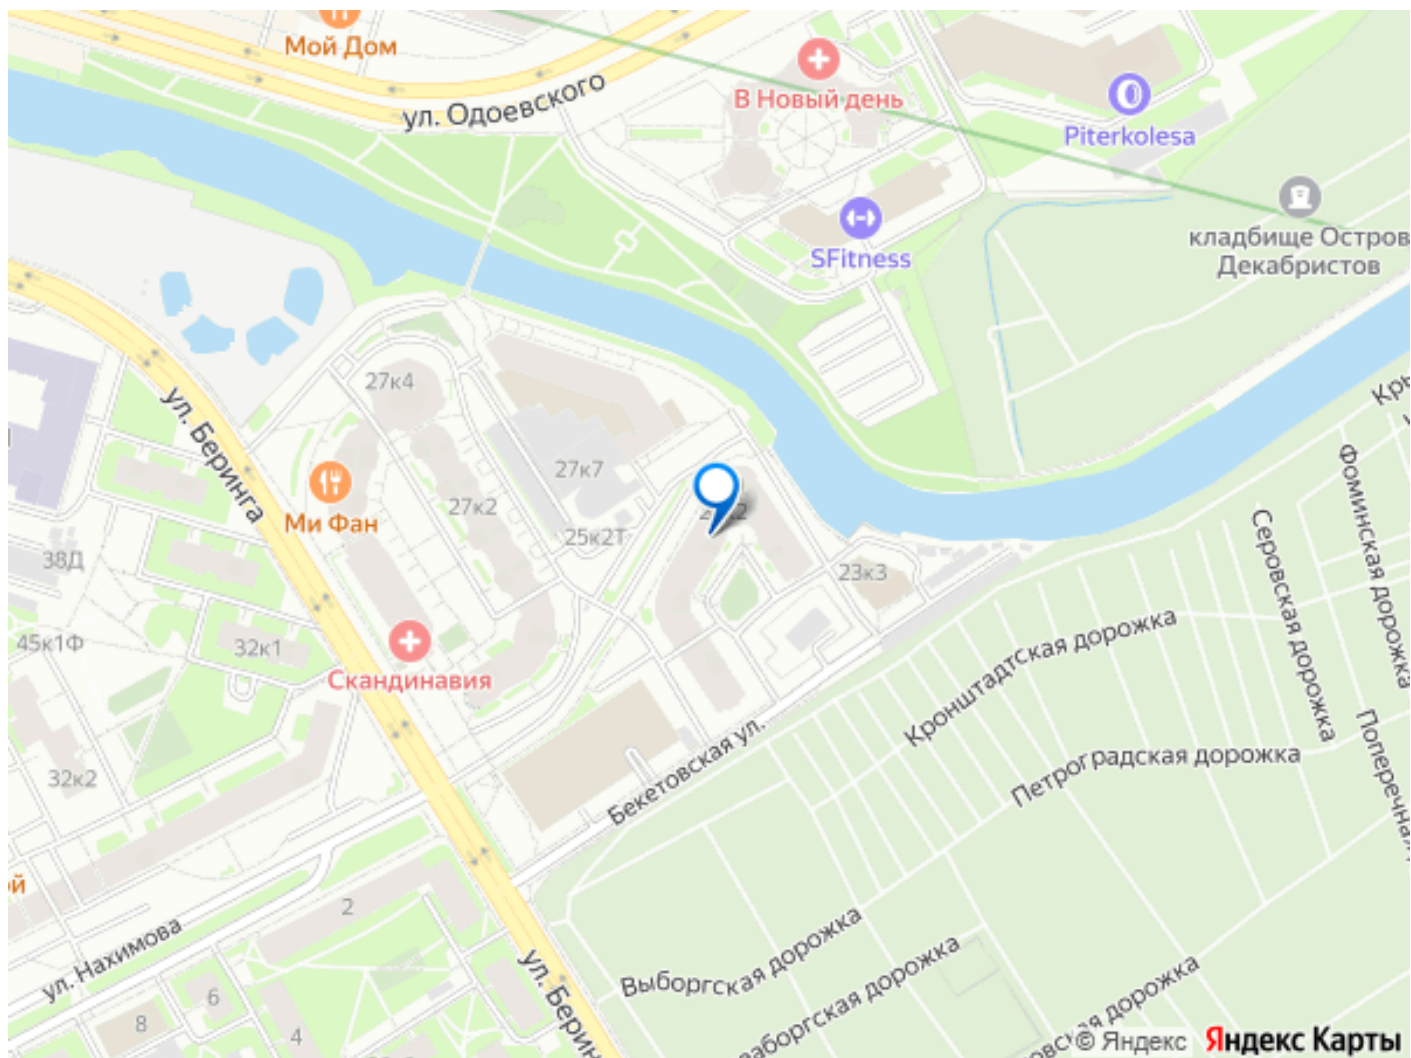 Мой Дом
ул. Одоевского
В Новый день
Piterkolesa
SFitness
кладбище Остров
Декабристов
27к4
ул. Беринга
Ми Фан
27к2
27к7
25к2Т
23к3
38Д
45к1Ф
32к1
Скандинавия
32к2
Бекетовская ул.
Кронштадтская дорожка
Петроградская дорожка
Серовская дорожка
Фоминская дорожка
Выборгская дорожка
ул. Нахимова
2
6
8
4
© Яндекс
Яндекс Карты